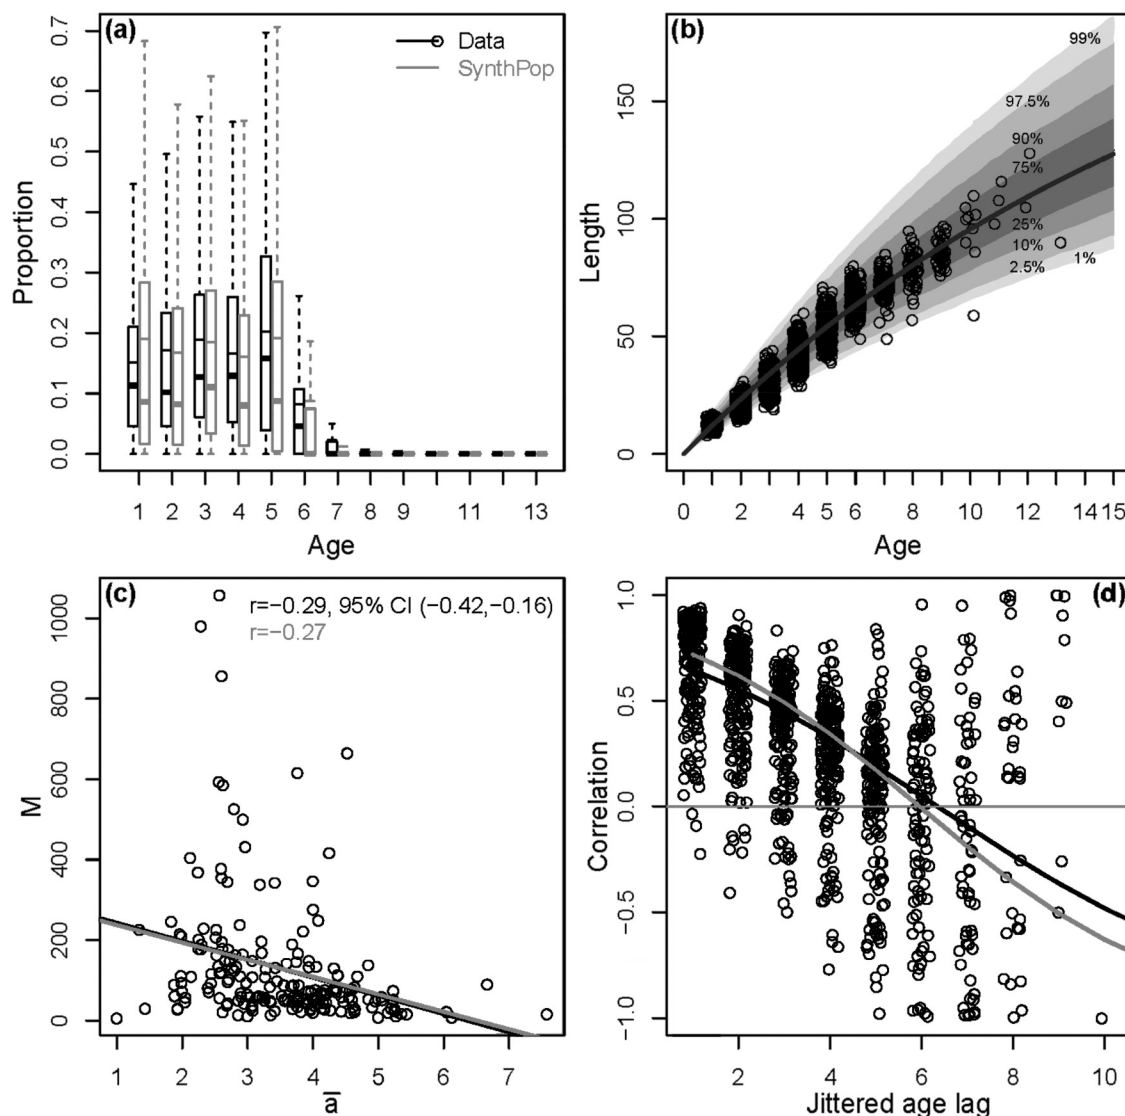 (a)
Data
SynthPop
Proportion
0.0 0.1 0.2 0.3 0.4 0.5 0.6 0.7
1 2 3 4 5 6 7 8 9 11 13
Age
(b)
99%
97.5%
90%
75%
25%
10%
2.5%
1%
Length
0 50 100 150
0 1 2 3 4 5 6 8 10 12 14 15
Age
(c)
r=−0.29, 95% CI (−0.42,−0.16)
r=−0.27
M
0 200 400 600 800 1000
1 2 3 4 5 6 7
a
(d)
Correlation
−1.0 −0.5 0.0 0.5 1.0
2 4 6 8 10
Jittered age lag